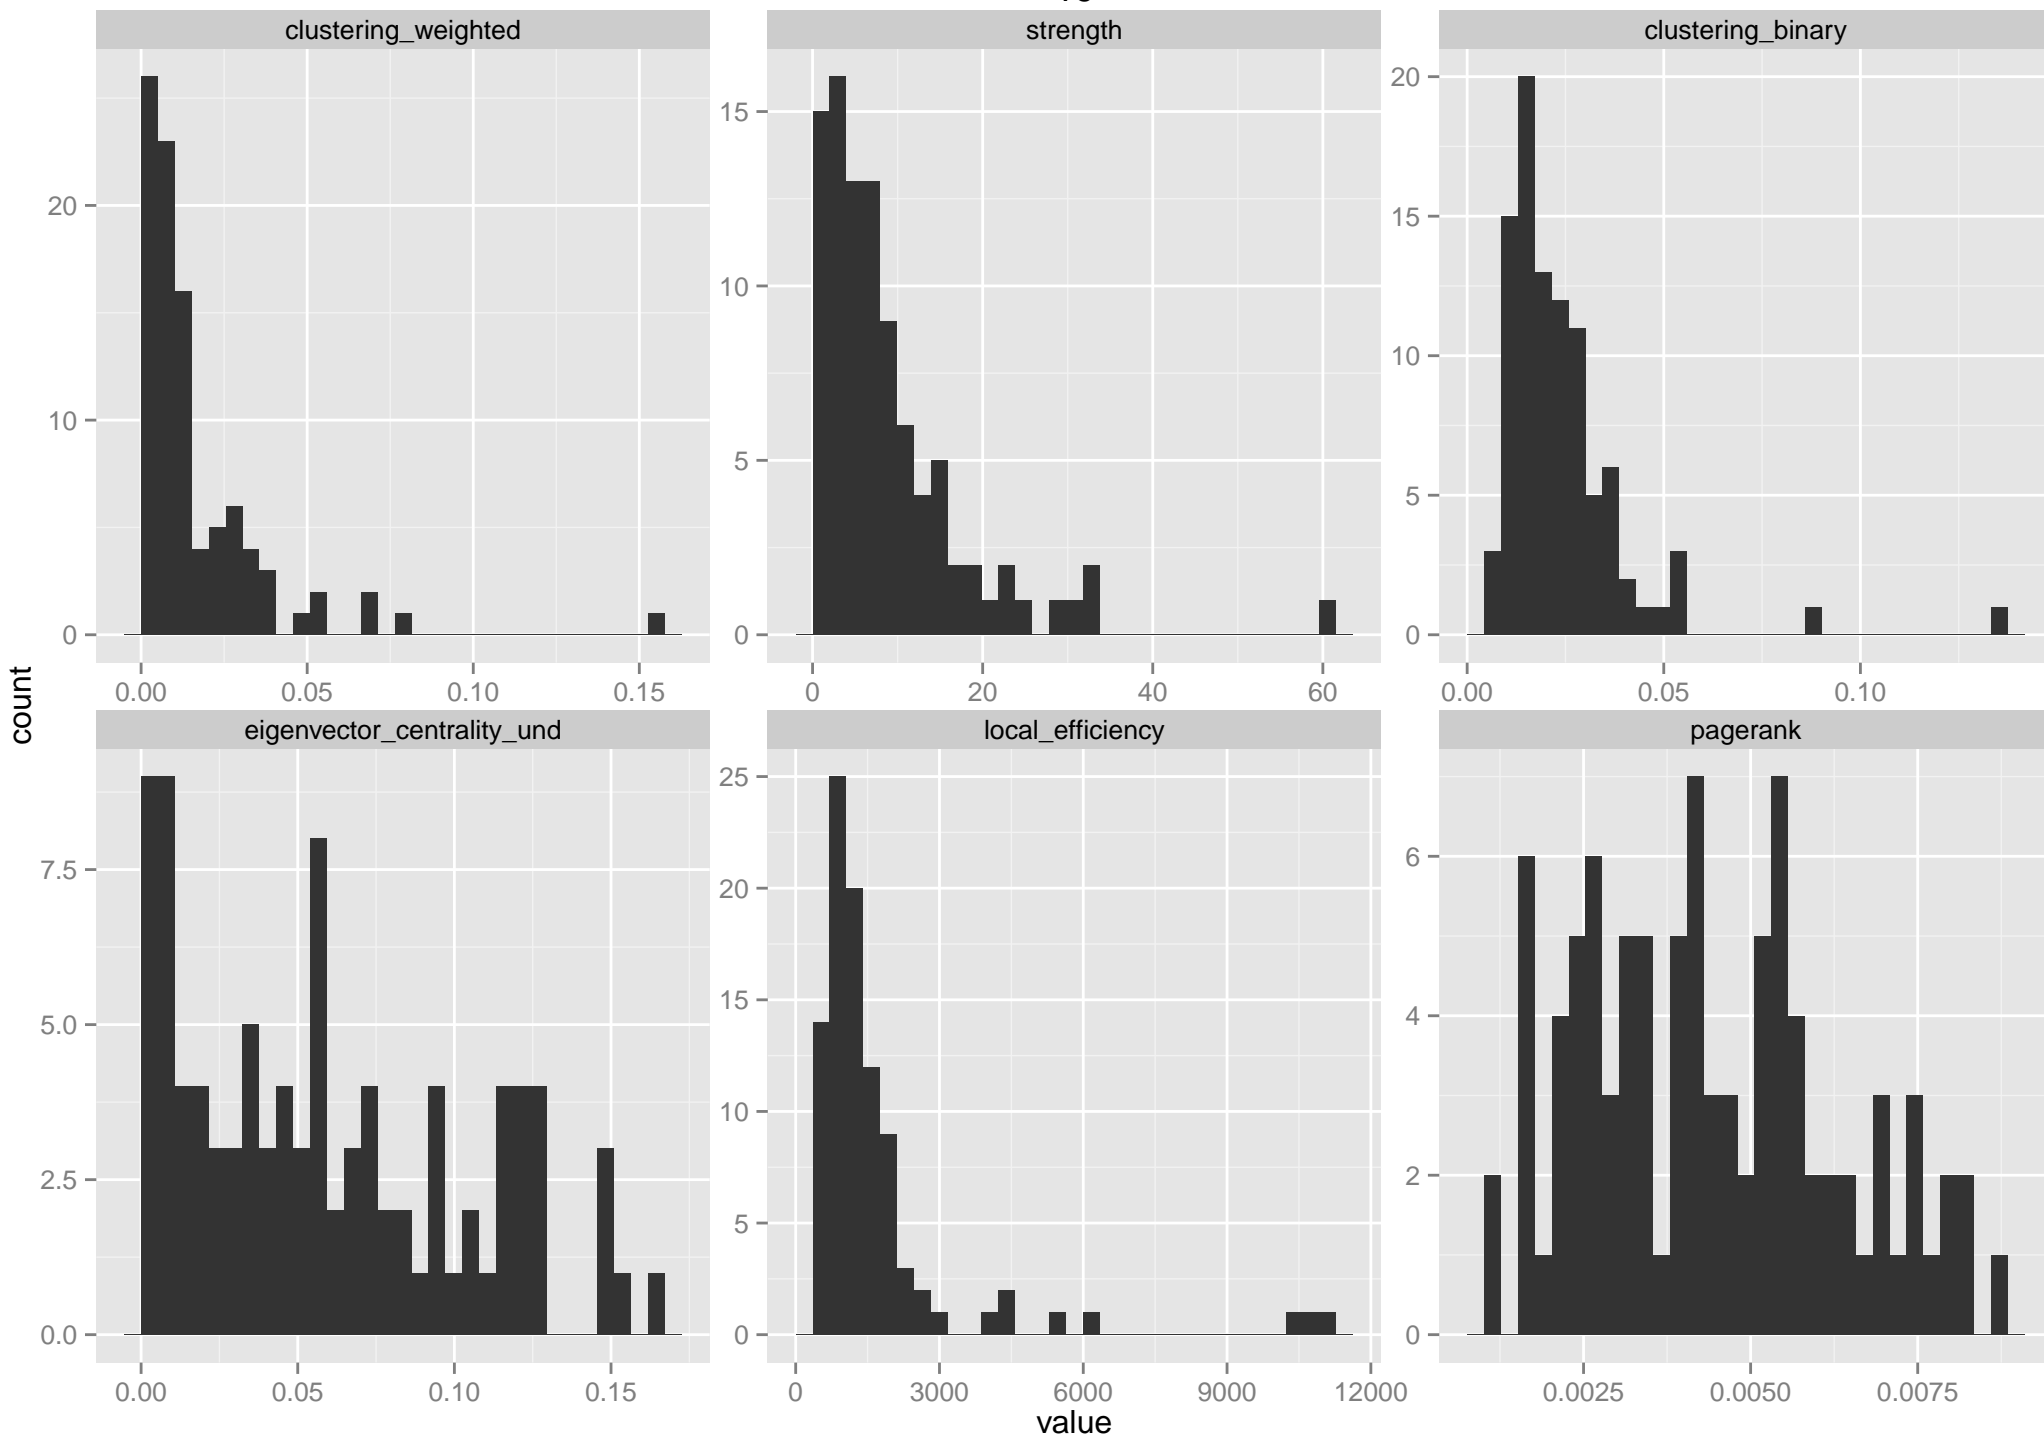 clustering_weighted
strength
clustering_binary
20
10
0
15
10
5
0
20
15
10
5
0
0.00 0.05 0.10 0.15
0 20 40 60
0.00 0.05 0.10
count
eigenvector_centrality_und
local_efficiency
pagerank
7.5
5.0
2.5
0.0
25
20
15
10
5
0
6
4
2
0
0.00 0.05 0.10 0.15
0 3000 6000 9000 12000
0.0025 0.0050 0.0075
value